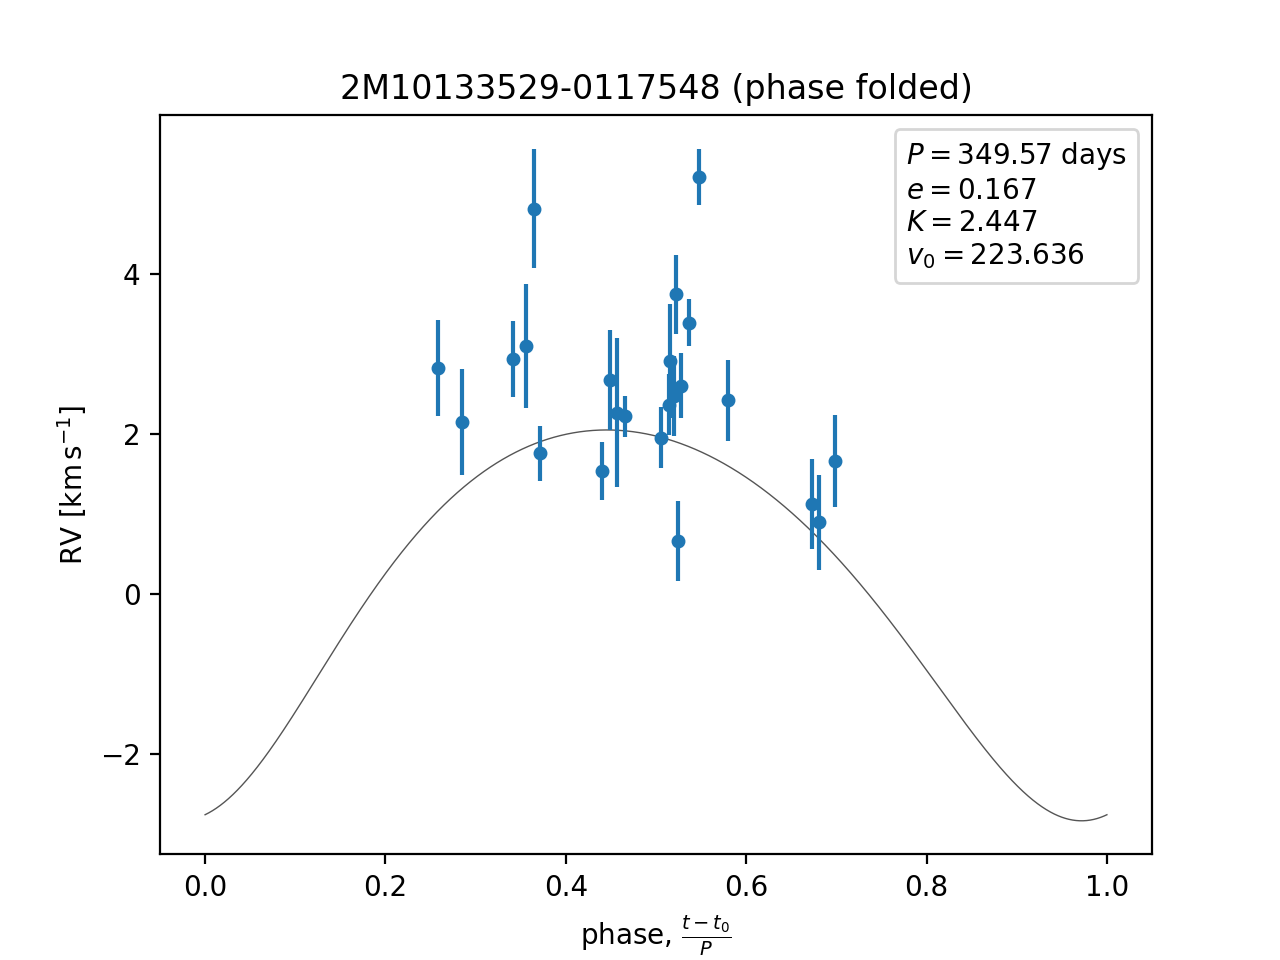 2M10133529-0117548 (phase folded)
P = 349.57 days
e = 0.167
K = 2.447
v₀ = 223.636
RV [km s⁻¹]
4
2
0
−2
0.0 0.2 0.4 0.6 0.8 1.0
phase, (t − t₀)/P